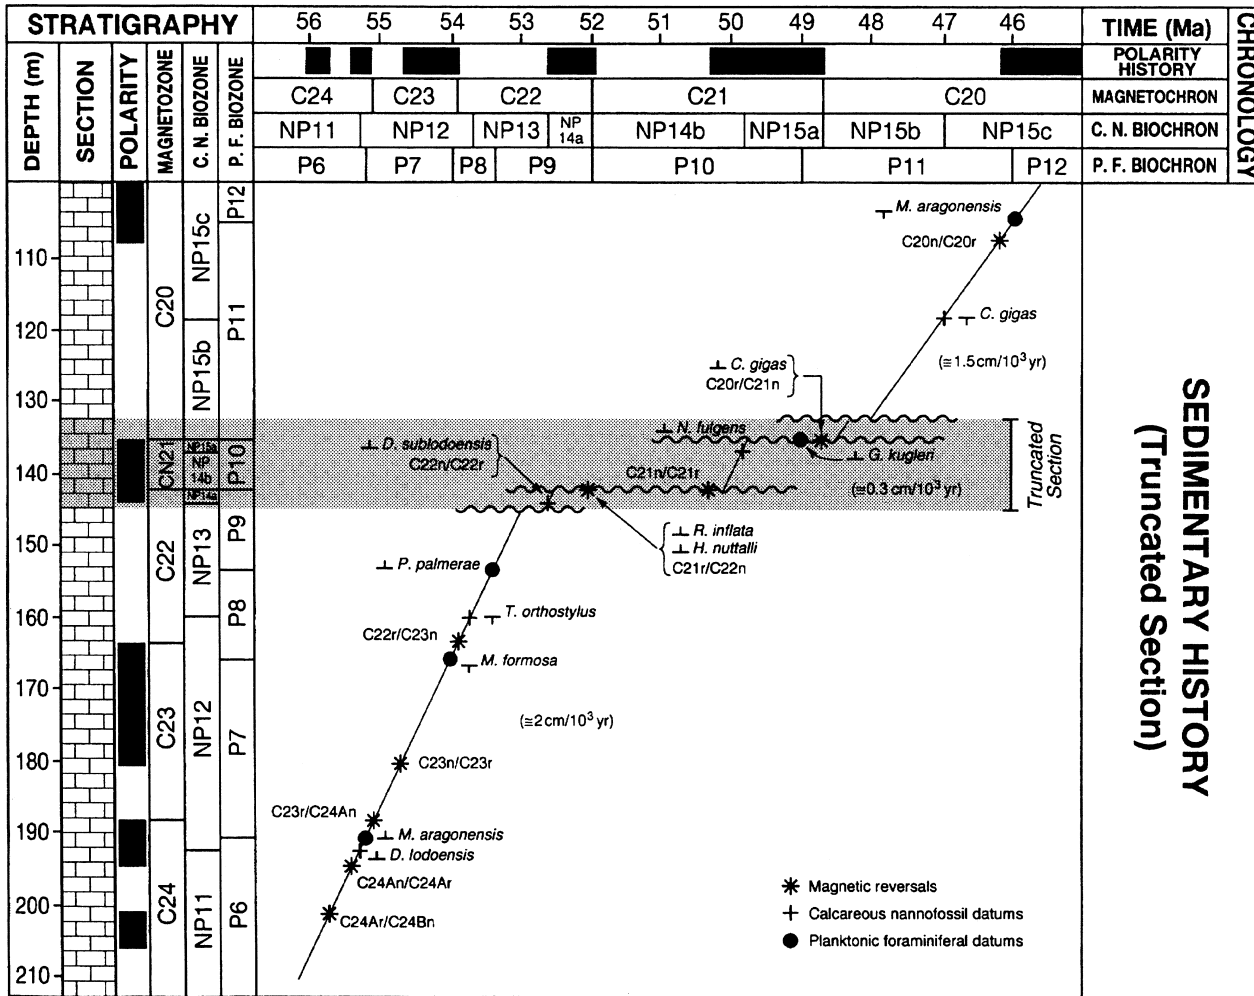 STRATIGRAPHY
56 55 54 53 52 51 50 49 48 47 46
TIME (Ma)
CHRONOLOGY
DEPTH (m)
SECTION
POLARITY
MAGNETOZONE
C. N. BIOZONE
P. F. BIOZONE
POLARITY
HISTORY
C24 C23 C22 C21 C20
MAGNETOCHRON
NP11 NP12 NP13 NP 14a NP14b NP15a NP15b NP15c
C. N. BIOCHRON
P6 P7 P8 P9 P10 P11 P12
P. F. BIOCHRON
110
120
130
140
150
160
170
180
190
200
210
C20
CN21
C22
C23
C24
NP15c
NP15b
NP15a
NP
14b
NP14a
NP13
NP12
NP11
P12
P11
P10
P9
P8
P7
P6
M. aragonensis
C20n/C20r
C. gigas
(≅1.5cm/10³ yr)
C. gigas
C20r/C21n
N. fulgens
D. sublodoensis
C22n/C22r
G. kugleri
C21n/C21r
(≅0.3 cm/10³ yr)
Truncated
Section
R. inflata
H. nuttalli
C21r/C22n
P. palmerae
T. orthostylus
C22r/C23n
M. formosa
(≅2cm/10³ yr)
C23n/C23r
C23r/C24An
M. aragonensis
D. lodoensis
C24An/C24Ar
C24Ar/C24Bn
Magnetic reversals
Calcareous nannofossil datums
Planktonic foraminiferal datums
SEDIMENTARY HISTORY
(Truncated Section)